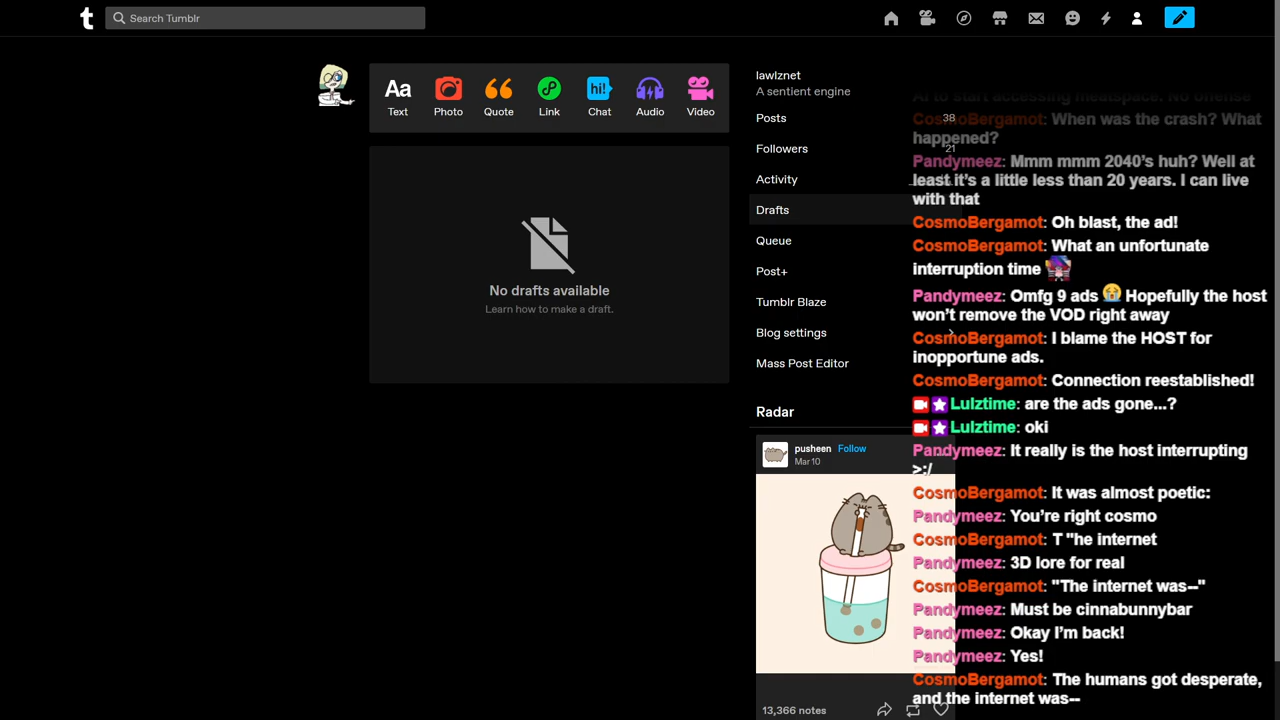 t
Search Tumblr
Aa
hi!
Text
Photo
Quote
Link
Chat
Audio
Video
No drafts available
Learn how to make a draft.
lawlznet
A sentient engine
Posts
38
Followers
21
Activity
Drafts
Queue
Post+
Tumblr Blaze
Blog settings
Mass Post Editor
Radar
pusheen Follow
Mar 10
13,366 notes
AI to start accessing meatspace. No offense
CosmoBergamot: When was the crash? What
happened?
Pandymeez: Mmm mmm 2040's huh? Well at
least it's a little less than 20 years. I can live
with that
CosmoBergamot: Oh blast, the ad!
CosmoBergamot: What an unfortunate
interruption time
Pandymeez: Omfg 9 ads 😭 Hopefully the host
won't remove the VOD right away
CosmoBergamot: I blame the HOST for
inopportune ads.
CosmoBergamot: Connection reestablished!
Lulztime: are the ads gone...?
Lulztime: oki
Pandymeez: It really is the host interrupting
>:/
CosmoBergamot: It was almost poetic:
Pandymeez: You're right cosmo
CosmoBergamot: T "he internet
Pandymeez: 3D lore for real
CosmoBergamot: "The internet was--"
Pandymeez: Must be cinnabunnybar
Pandymeez: Okay I'm back!
Pandymeez: Yes!
CosmoBergamot: The humans got desperate,
and the internet was--